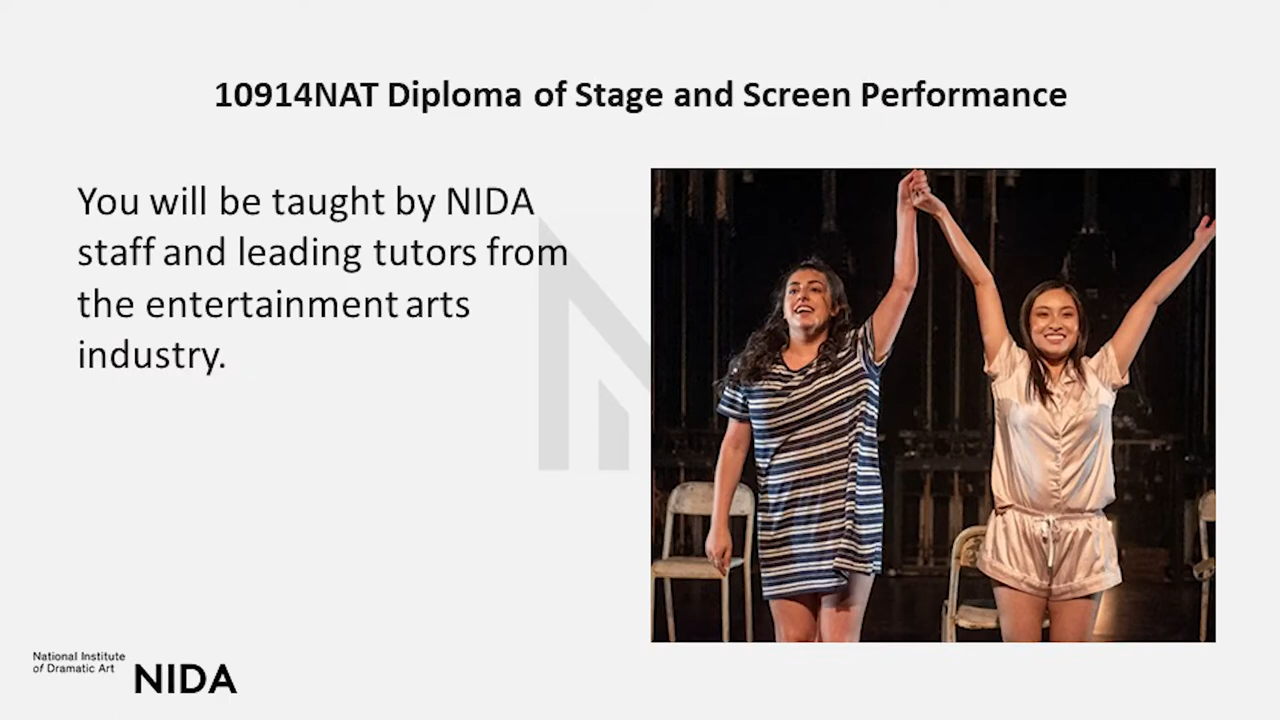 10914NAT Diploma of Stage and Screen Performance
You will be taught by NIDA
staff and leading tutors from
the entertainment arts
industry.
National Institute
of Dramatic Art
NIDA